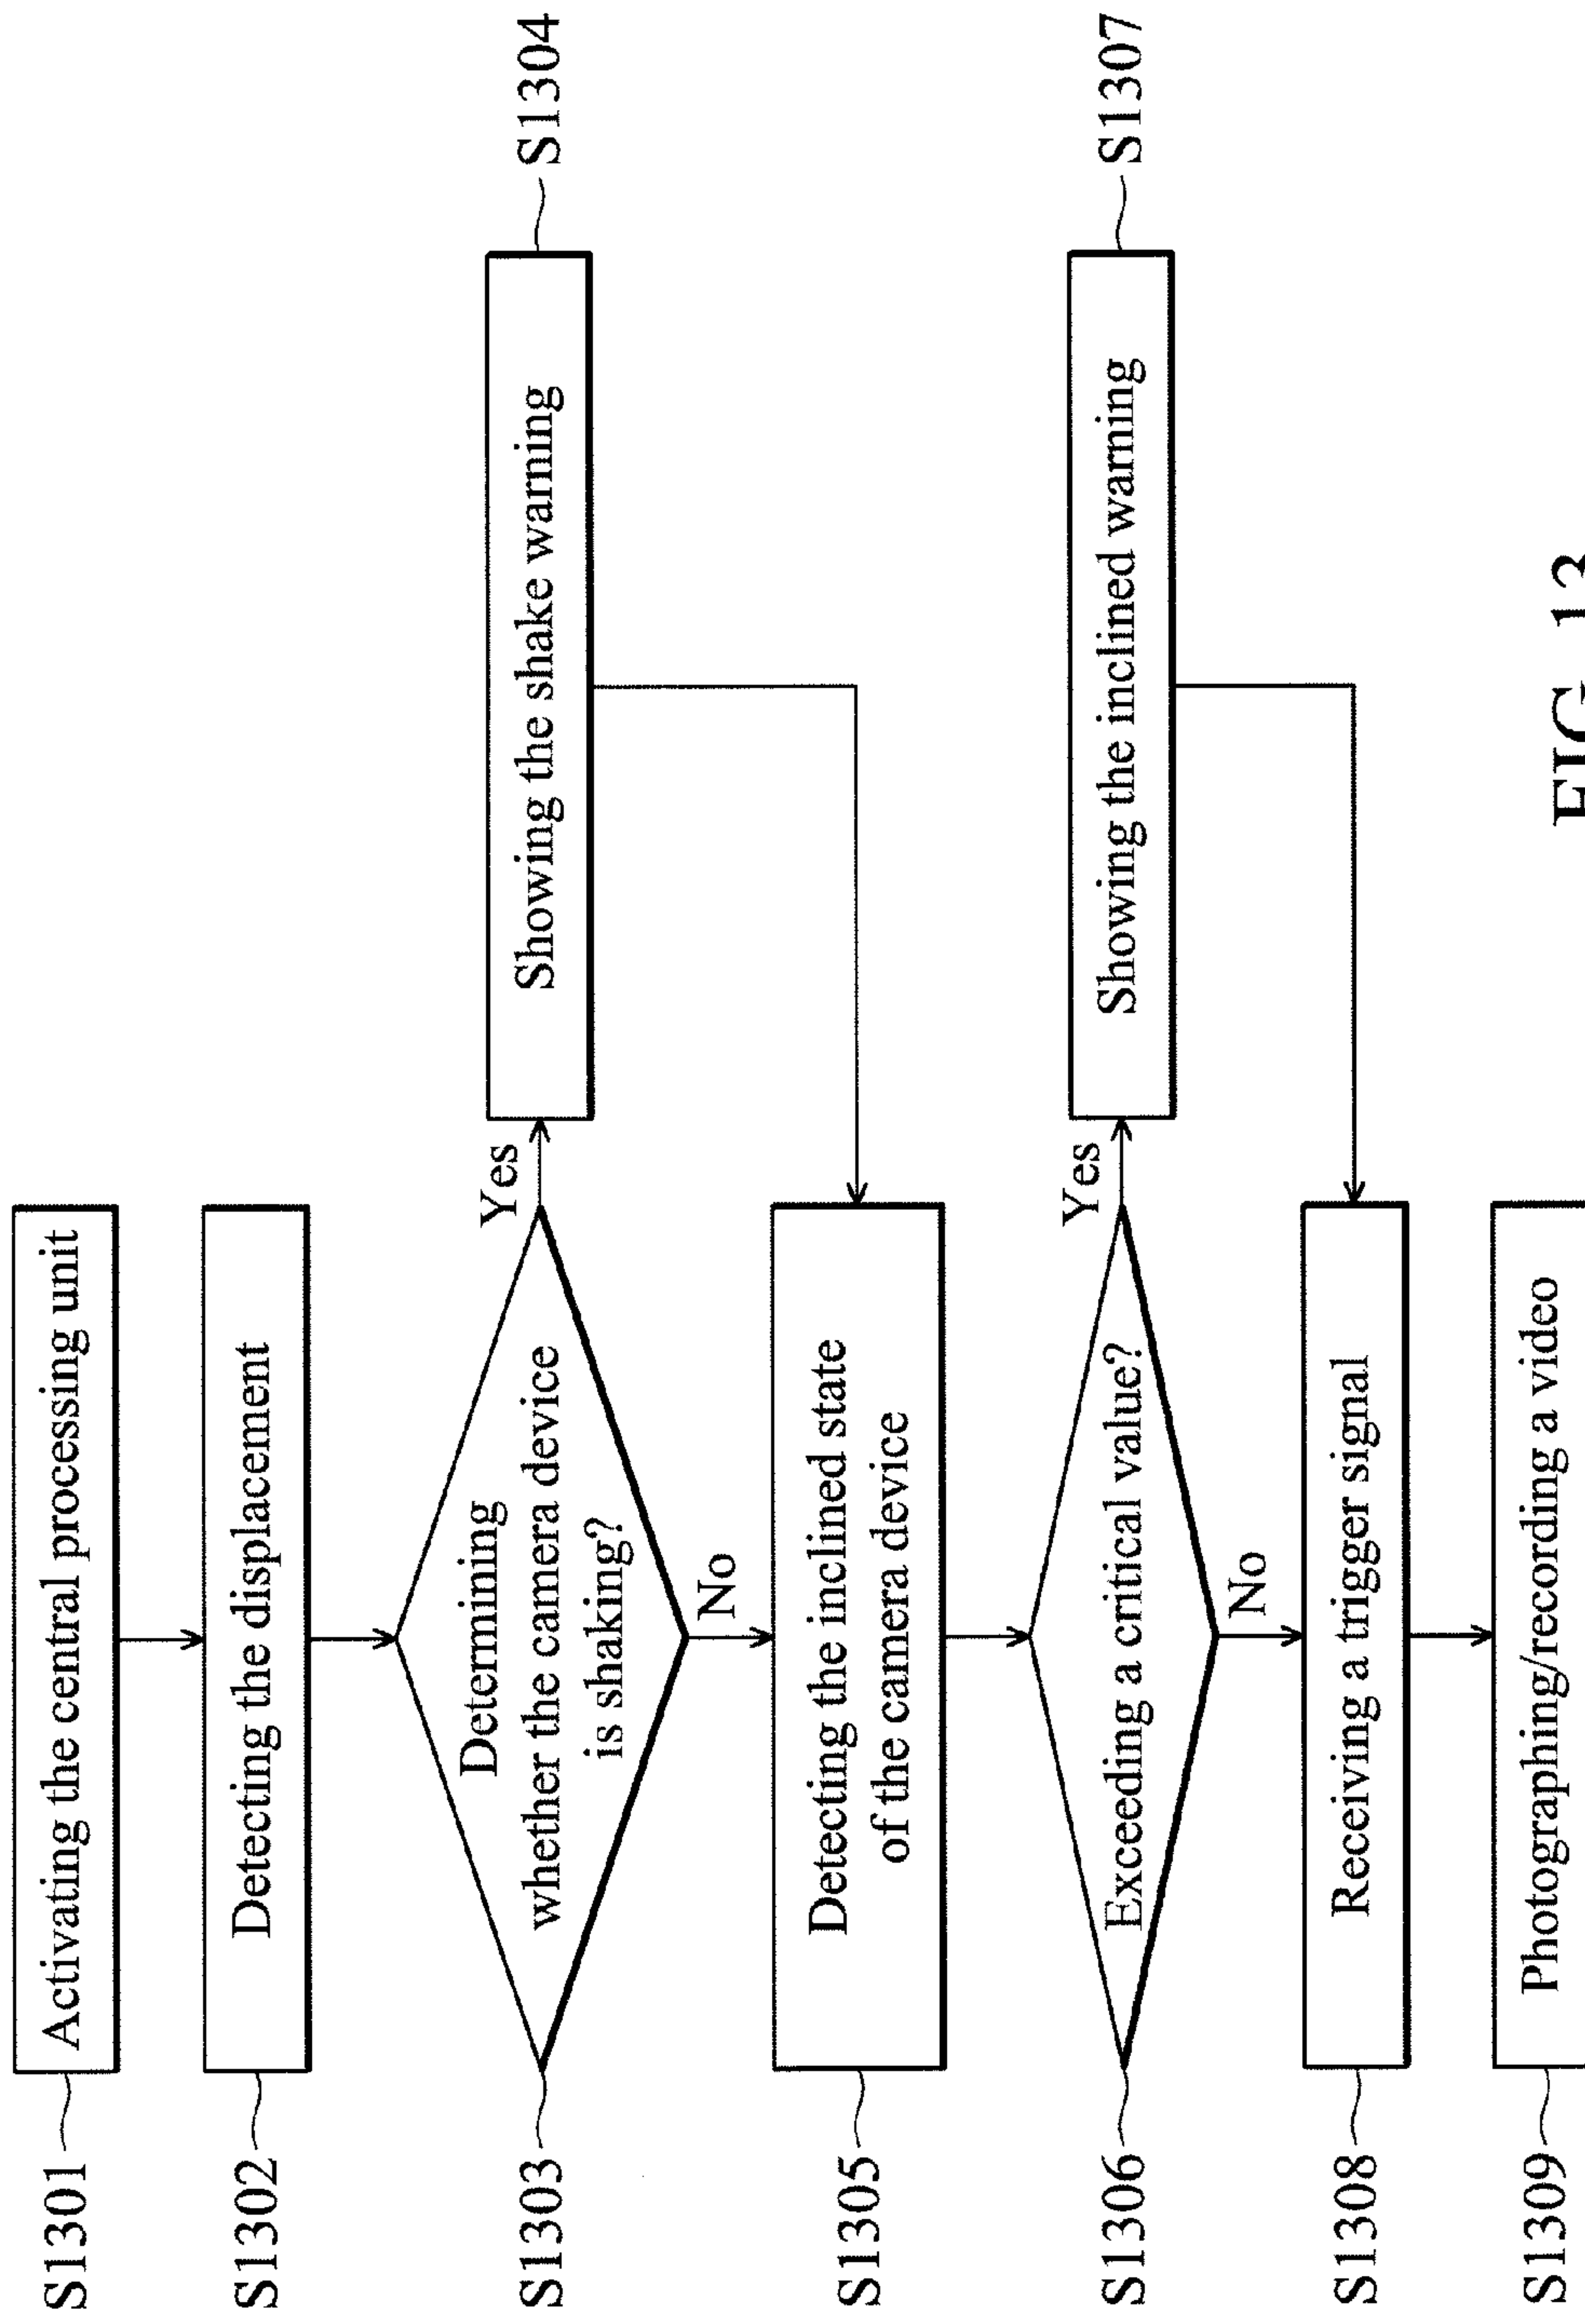 S1301
Activating the central processing unit
S1302
Detecting the displacement
S1303
Determining
whether the camera device
is shaking?
Yes
Showing the shake warning
S1304
No
S1305
Detecting the inclined state
of the camera device
S1306
Exceeding a critical value?
Yes
Showing the inclined warning
S1307
No
S1308
Receiving a trigger signal
S1309
Photographing/recording a video
FIG. 13